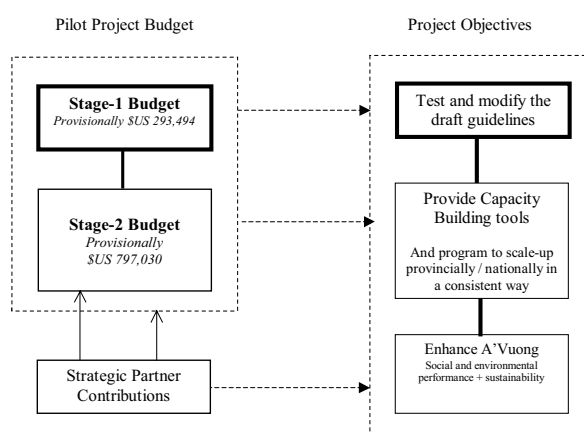 Pilot Project Budget
Project Objectives
Stage-1 Budget
Provisionally $US 293,494
Stage-2 Budget
Provisionally
$US 797,030
Strategic Partner
Contributions
Test and modify the
draft guidelines
Provide Capacity
Building tools
And program to scale-up
provincially / nationally in
a consistent way
Enhance A'Vuong
Social and environmental
performance + sustainability